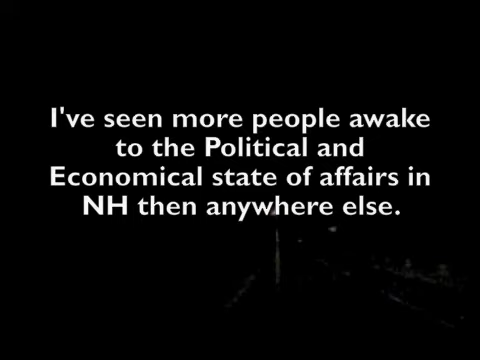 I've seen more people awake
to the Political and
Economical state of affairs in
NH then anywhere else.